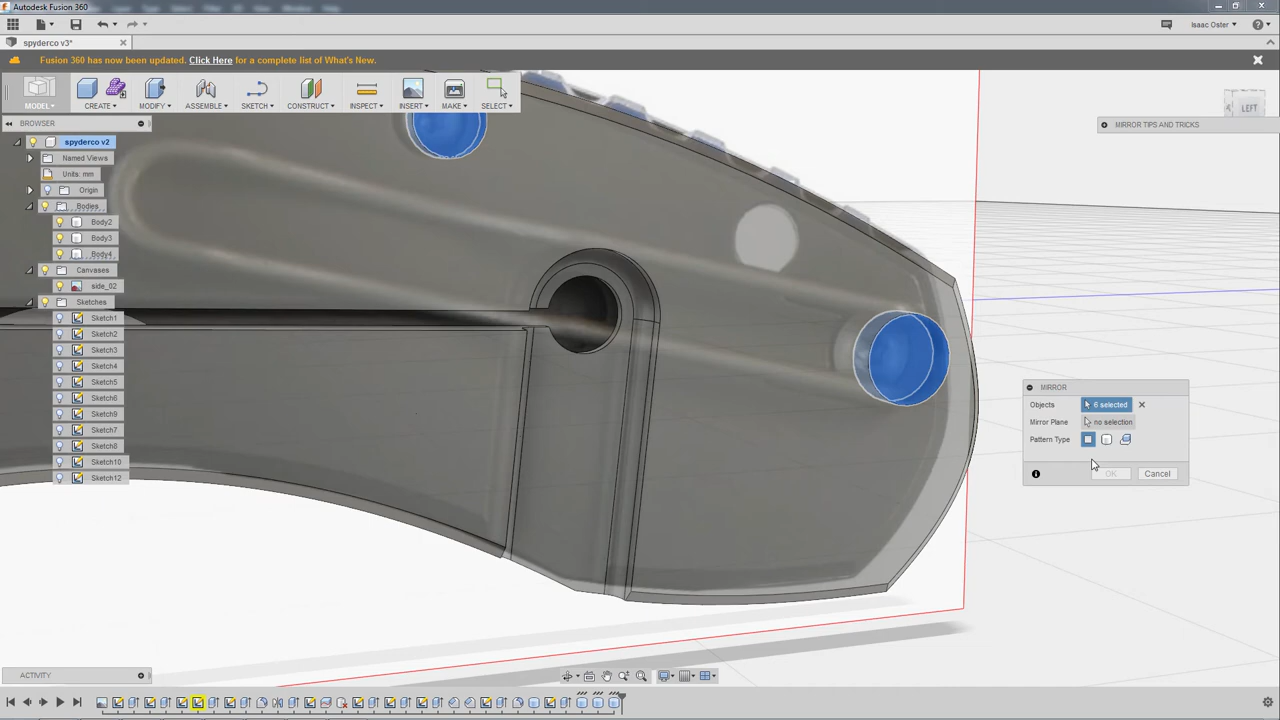 Autodesk Fusion 360
Isaac Oster
spyderco v3*
Fusion 360 has now been updated. Click Here for a complete list of What's New.
MODEL
CREATE
MODIFY
ASSEMBLE
SKETCH
CONSTRUCT
INSPECT
INSERT
MAKE
SELECT
LEFT
BROWSER
MIRROR TIPS AND TRICKS
spyderco v2
Named Views
Units: mm
Origin
Bodies
Body2
Body3
Body4
Canvases
side_02
Sketches
Sketch1
Sketch2
Sketch3
Sketch4
Sketch5
Sketch6
Sketch9
Sketch7
Sketch8
Sketch10
Sketch12
MIRROR
Objects 6 selected
Mirror Plane no selection
Pattern Type
OK Cancel
ACTIVITY